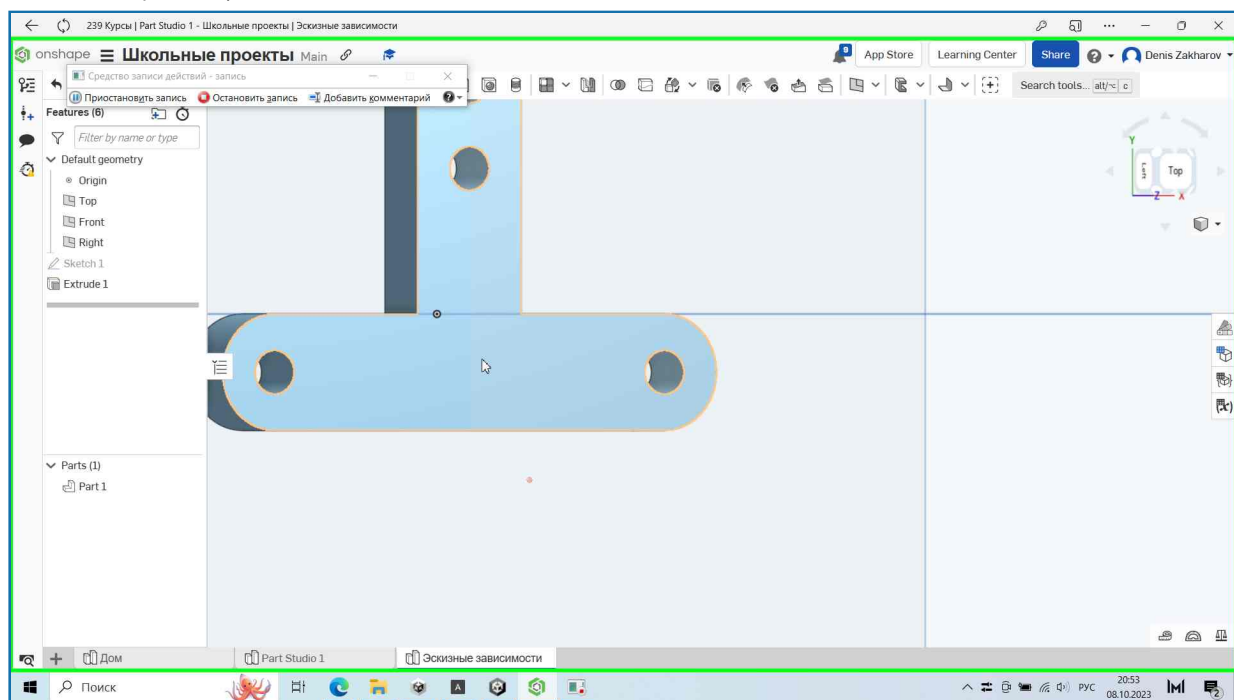 239 Курсы | Part Studio 1 - Школьные проекты | Эскизные зависимости
onshape Школьные проекты Main 9 App Store Learning Center Share Denis Zakharov
Средство записи действий - запись
Search tools... alt/⌥ c
Приостановить запись Остановить запись Добавить комментарий
Features (6)
Filter by name or type
Default geometry
Origin
Top
Front
Right
Sketch 1
Extrude 1
Y
Left
Top
Z
X
(x)
Parts (1)
Part 1
Дом Part Studio 1 Эскизные зависимости
Поиск A РУС 20:53
08.10.2023 2